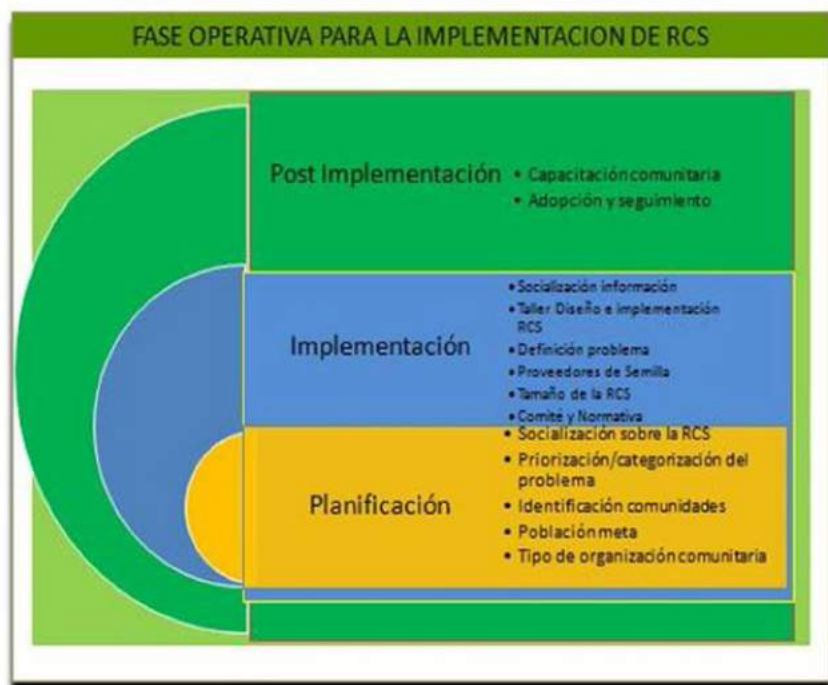 FASE OPERATIVA PARA LA IMPLEMENTACION DE RCS
Post Implementación
• Capacitación comunitaria
• Adopción y seguimiento
Implementación
• Socialización información
• Taller Diseño e implementación
RCS
• Definición problema
• Proveedores de Semilla
• Tamaño de la RCS
• Comité y Normativa
Planificación
• Socialización sobre la RCS
• Priorización/categorización del
problema
• Identificación comunidades
• Población meta
• Tipo de organización comunitaria